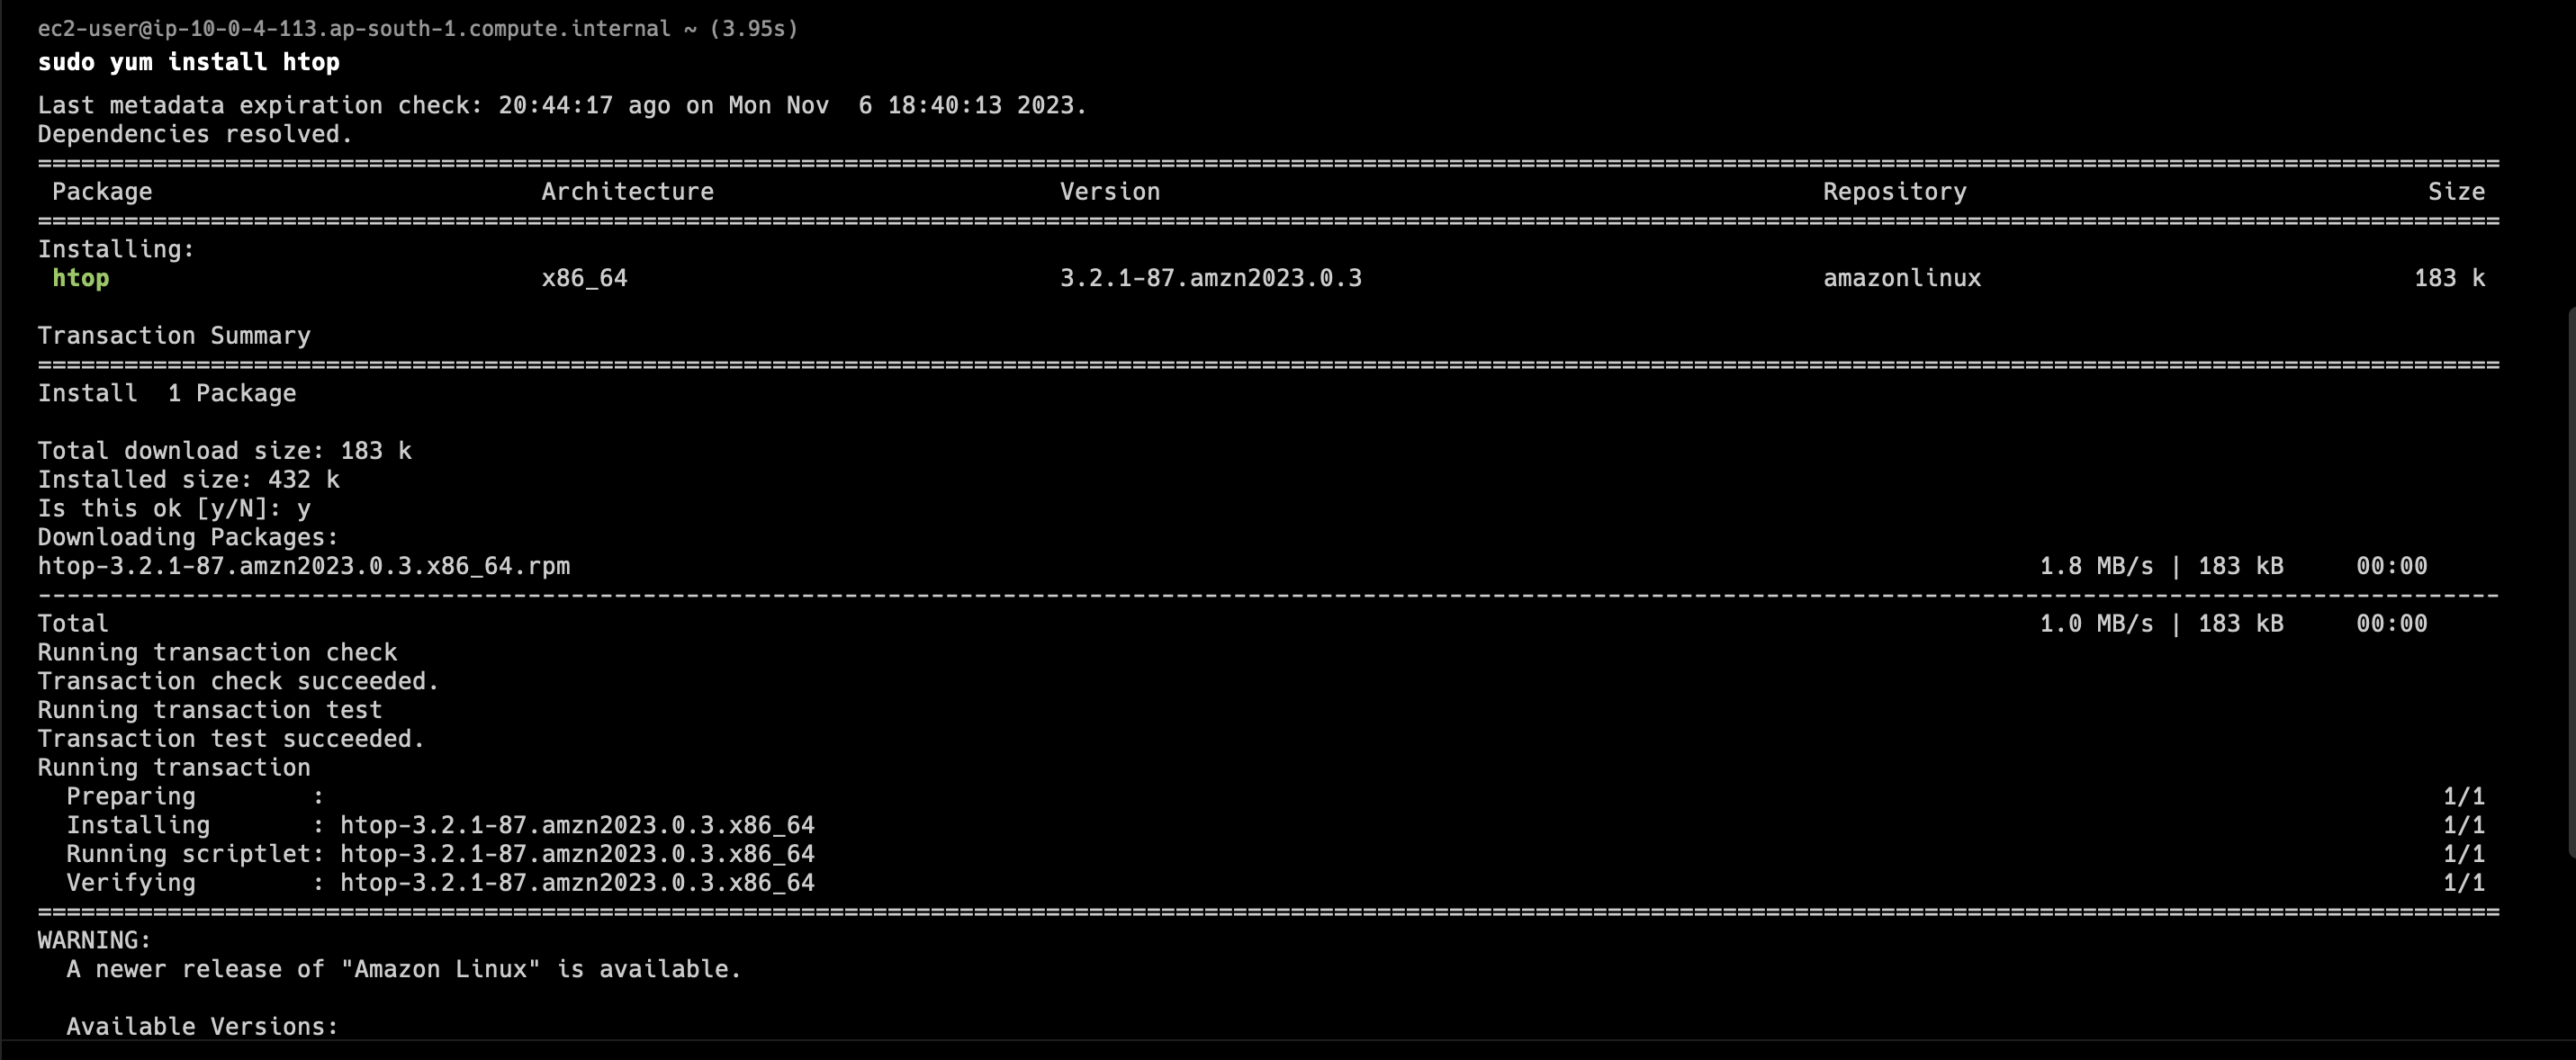 ec2-user@ip-10-0-4-113.ap-south-1.compute.internal ~ (3.95s)
sudo yum install htop
Last metadata expiration check: 20:44:17 ago on Mon Nov  6 18:40:13 2023.
Dependencies resolved.
Package Architecture Version Repository Size
Installing:
htop x86_64 3.2.1-87.amzn2023.0.3 amazonlinux 183 k
Transaction Summary
Install  1 Package
Total download size: 183 k
Installed size: 432 k
Is this ok [y/N]: y
Downloading Packages:
htop-3.2.1-87.amzn2023.0.3.x86_64.rpm 1.8 MB/s | 183 kB 00:00
Total 1.0 MB/s | 183 kB 00:00
Running transaction check
Transaction check succeeded.
Running transaction test
Transaction test succeeded.
Running transaction
Preparing : 1/1
Installing : htop-3.2.1-87.amzn2023.0.3.x86_64 1/1
Running scriptlet: htop-3.2.1-87.amzn2023.0.3.x86_64 1/1
Verifying : htop-3.2.1-87.amzn2023.0.3.x86_64 1/1
WARNING:
A newer release of "Amazon Linux" is available.
Available Versions: